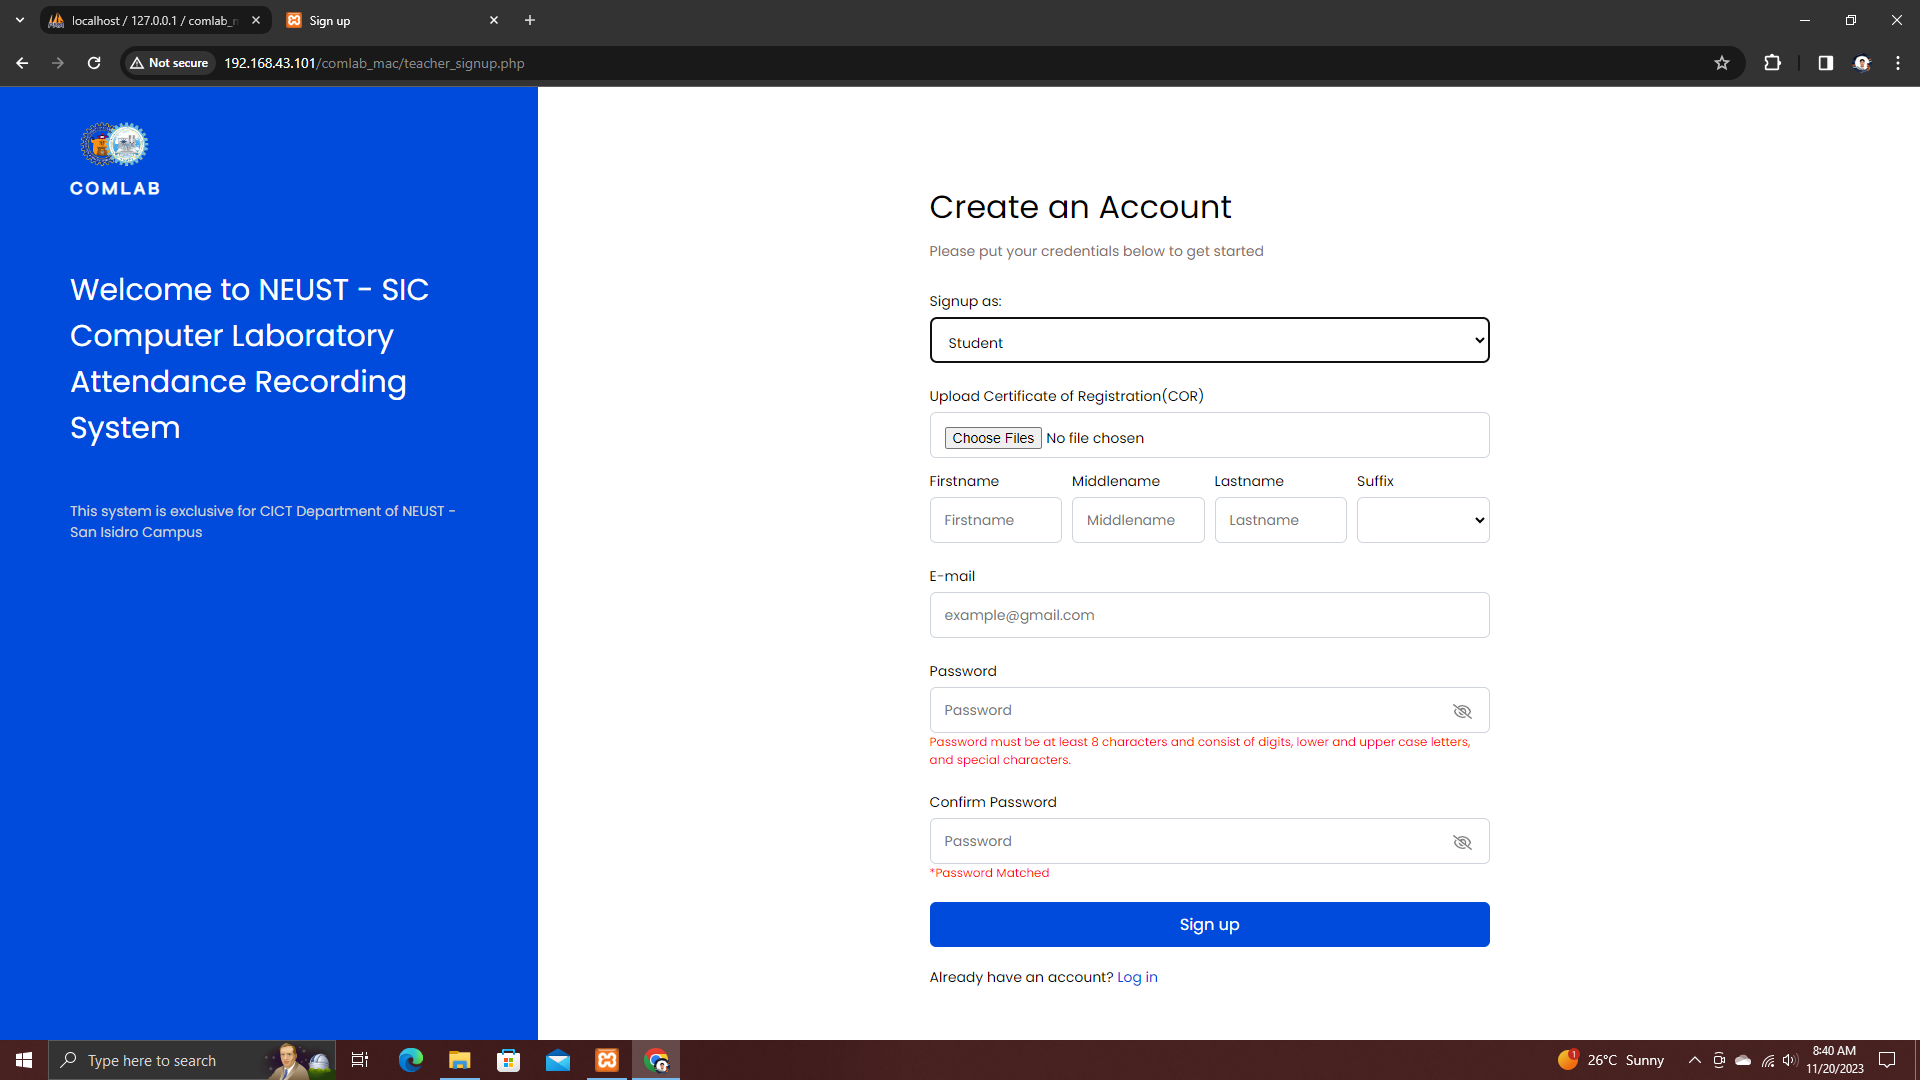 localhost / 127.0.0.1 / comlab_m
Sign up
Not secure
192.168.43.101/comlab_mac/teacher_signup.php
COMLAB
Welcome to NEUST - SIC
Computer Laboratory
Attendance Recording
System
This system is exclusive for CICT Department of NEUST -
San Isidro Campus
Create an Account
Please put your credentials below to get started
Signup as:
Student
Upload Certificate of Registration(COR)
Choose Files No file chosen
Firstname Middlename Lastname Suffix
Firstname Middlename Lastname
E-mail
example@gmail.com
Password
Password
Password must be at least 8 characters and consist of digits, lower and upper case letters,
and special characters.
Confirm Password
Password
*Password Matched
Sign up
Already have an account? Log in
Type here to search
1
26°C Sunny
8:40 AM
11/20/2023